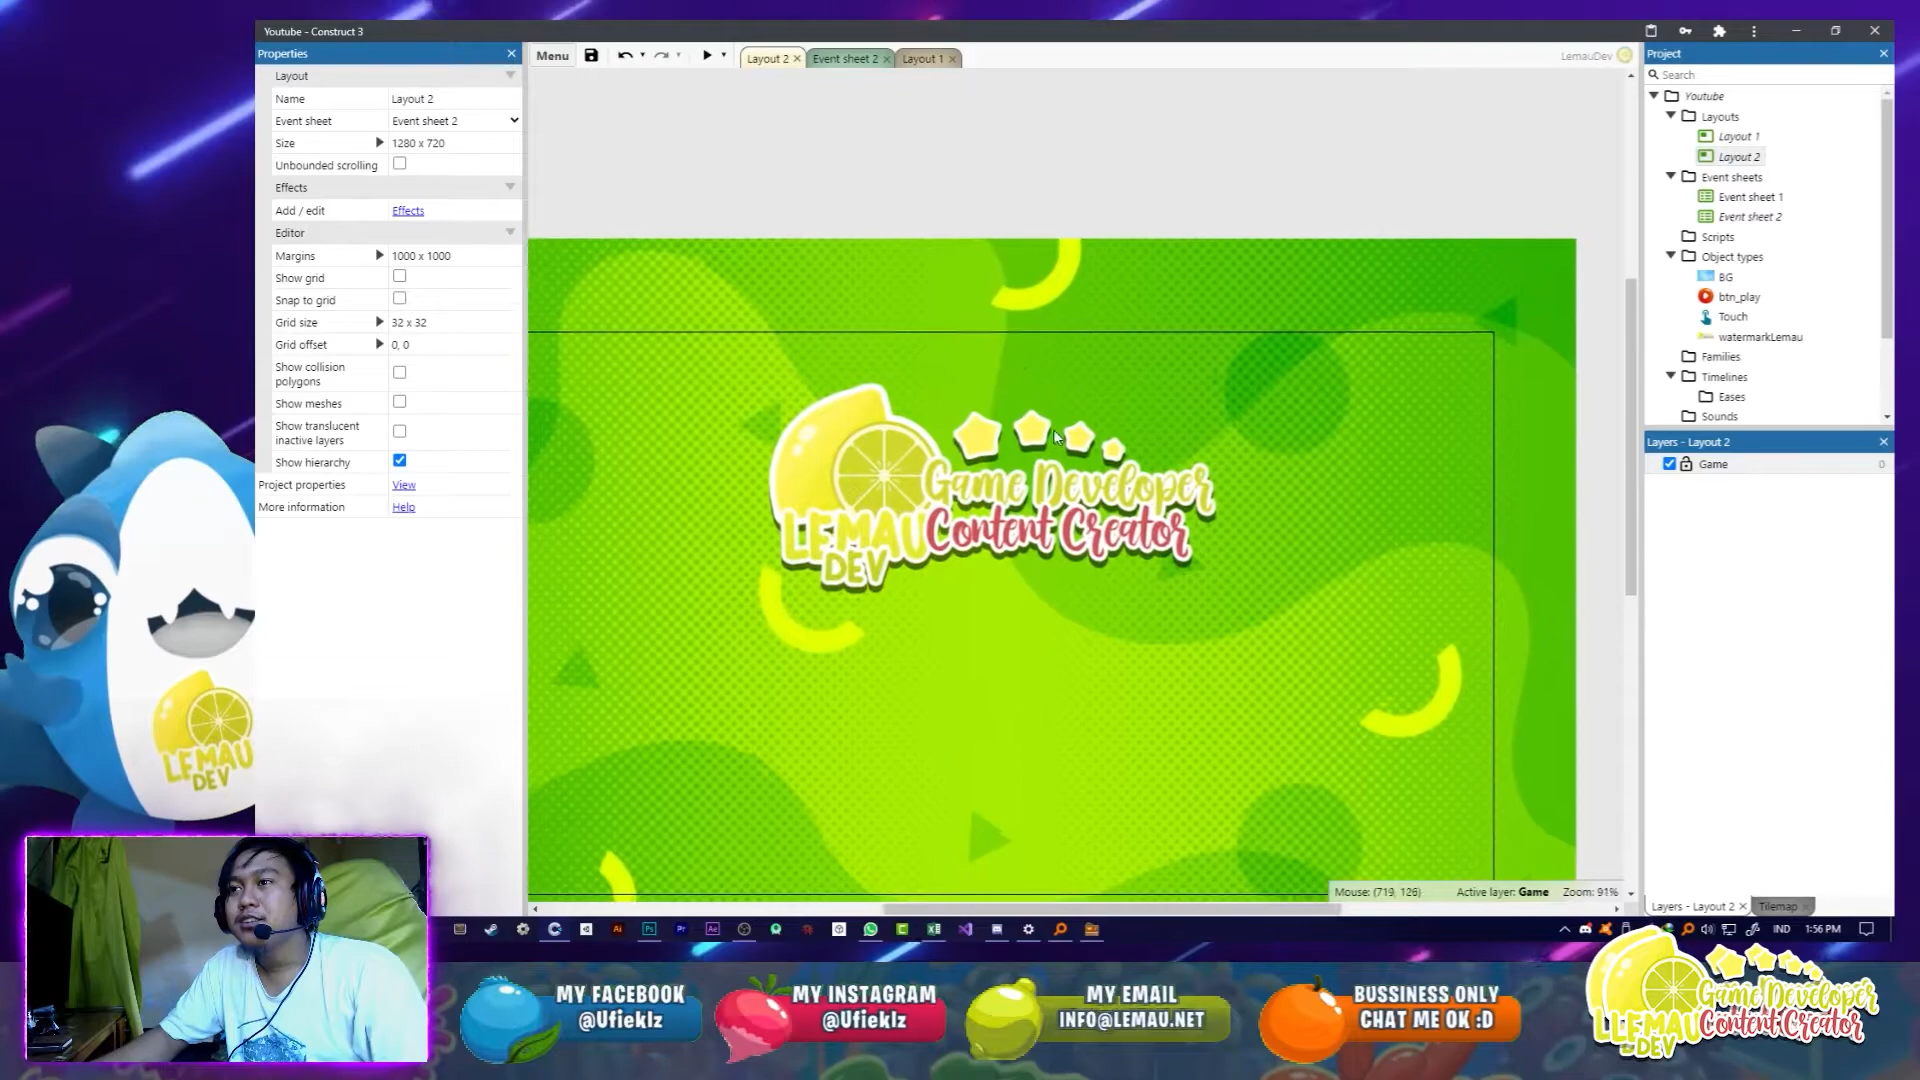 Youtube - Construct 3
Properties
Layout
Name Layout 2
Event sheet Event sheet 2
Size 1280 x 720
Unbounded scrolling
Effects
Add / edit Effects
Editor
Margins 1000 x 1000
Show grid
Snap to grid
Grid size 32 x 32
Grid offset 0, 0
Show collision
polygons
Show meshes
Show translucent
inactive layers
Show hierarchy
Project properties View
More information Help
Menu
Layout 2
Event sheet 2
Layout 1
LemauDev
LEMAU
DEV
Game Developer
Content Creator
Mouse: (719, 126) Active layer: Game Zoom: 91%
Project
Search
Youtube
Layouts
Layout 1
Layout 2
Event sheets
Event sheet 1
Event sheet 2
Scripts
Object types
BG
btn_play
Touch
watermarkLemau
Families
Timelines
Eases
Sounds
Layers - Layout 2
Game 0
Layers - Layout 2 Tilemap
IND 1:56 PM
LEMAU
DEV
MY FACEBOOK
@Ufieklz
MY INSTAGRAM
@Ufieklz
MY EMAIL
INFO@LEMAU.NET
BUSSINESS ONLY
CHAT ME OK :D
LEMAU
DEV
Game Developer
Content Creator